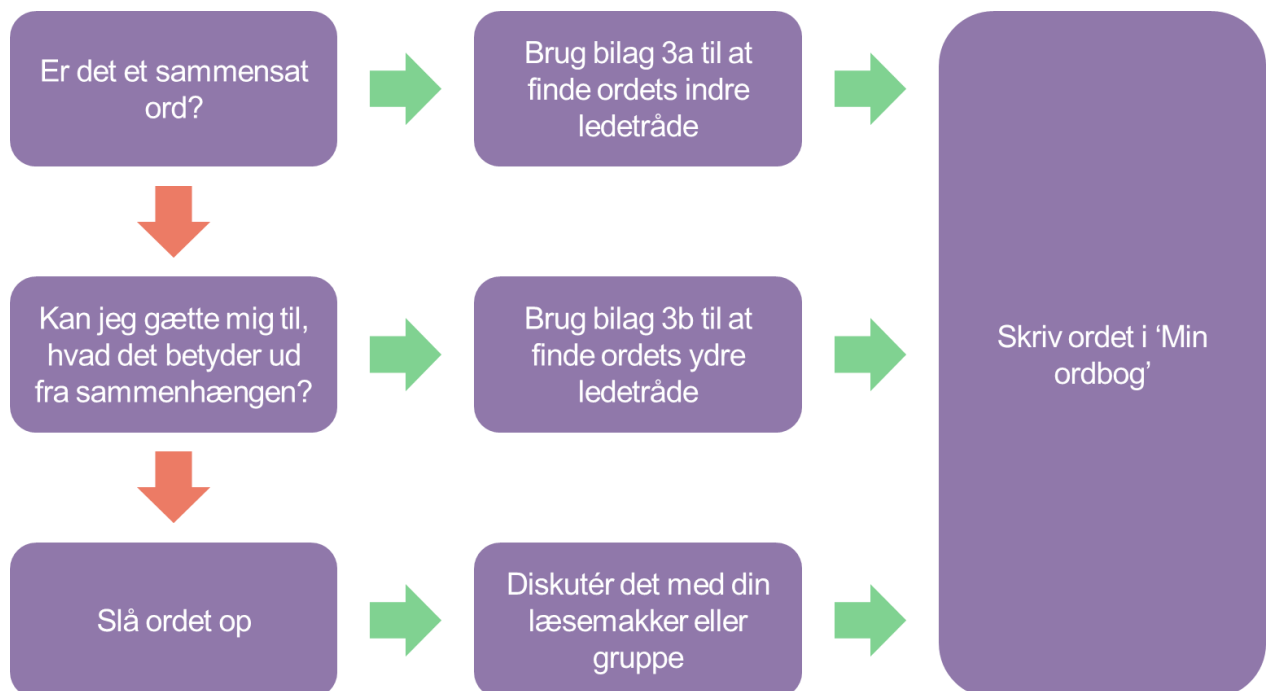 Er det et sammensat
ord?
Brug bilag 3a til at
finde ordets indre
ledetråde
Kan jeg gætte mig til,
hvad det betyder ud
fra sammenhængen?
Brug bilag 3b til at
finde ordets ydre
ledetråde
Skriv ordet i ‘Min
ordbog’
Slå ordet op
Diskutér det med din
læsemakker eller
gruppe